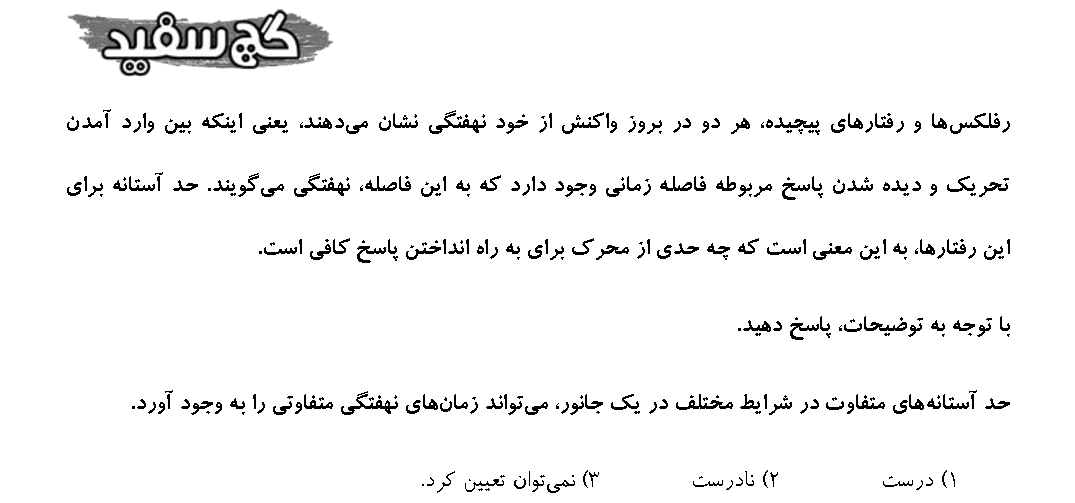 گچ سفید
رفلکس‌ها و رفتارهای پیچیده، هر دو در بروز واکنش از خود نهفتگی نشان می‌دهند، یعنی اینکه بین وارد آمدن
تحریک و دیده شدن پاسخ مربوطه فاصله زمانی وجود دارد که به این فاصله، نهفتگی می‌گویند. حد آستانه برای
این رفتارها، به این معنی است که چه حدی از محرک برای به راه انداختن پاسخ کافی است.
با توجه به توضیحات، پاسخ دهید.
حد آستانه‌های متفاوت در شرایط مختلف در یک جانور، می‌تواند زمان‌های نهفتگی متفاوتی را به وجود آورد.
۱) درست ۲) نادرست ۳) نمی‌توان تعیین کرد.